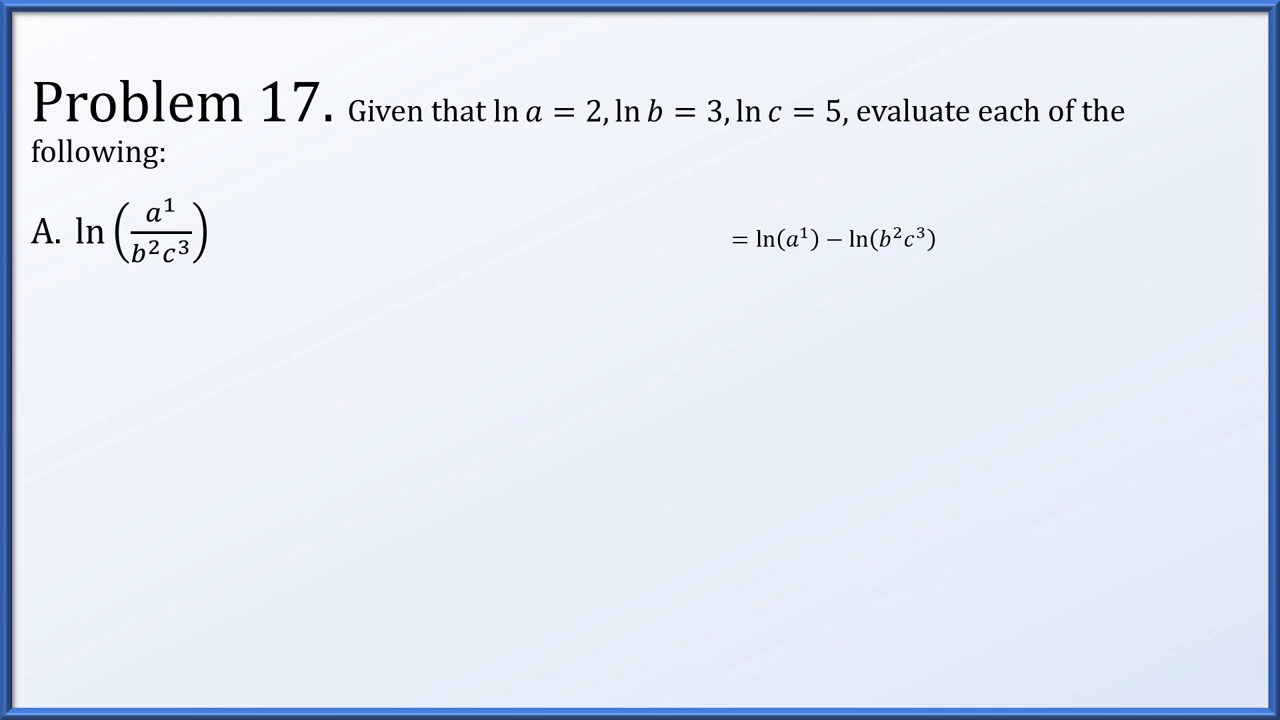 Problem 17. Given that ln 𝑎 = 2, ln 𝑏 = 3, ln 𝑐 = 5, evaluate each of the
following:
A. ln(𝑎¹/𝑏²𝑐³)
= ln(𝑎¹) − ln(𝑏²𝑐³)